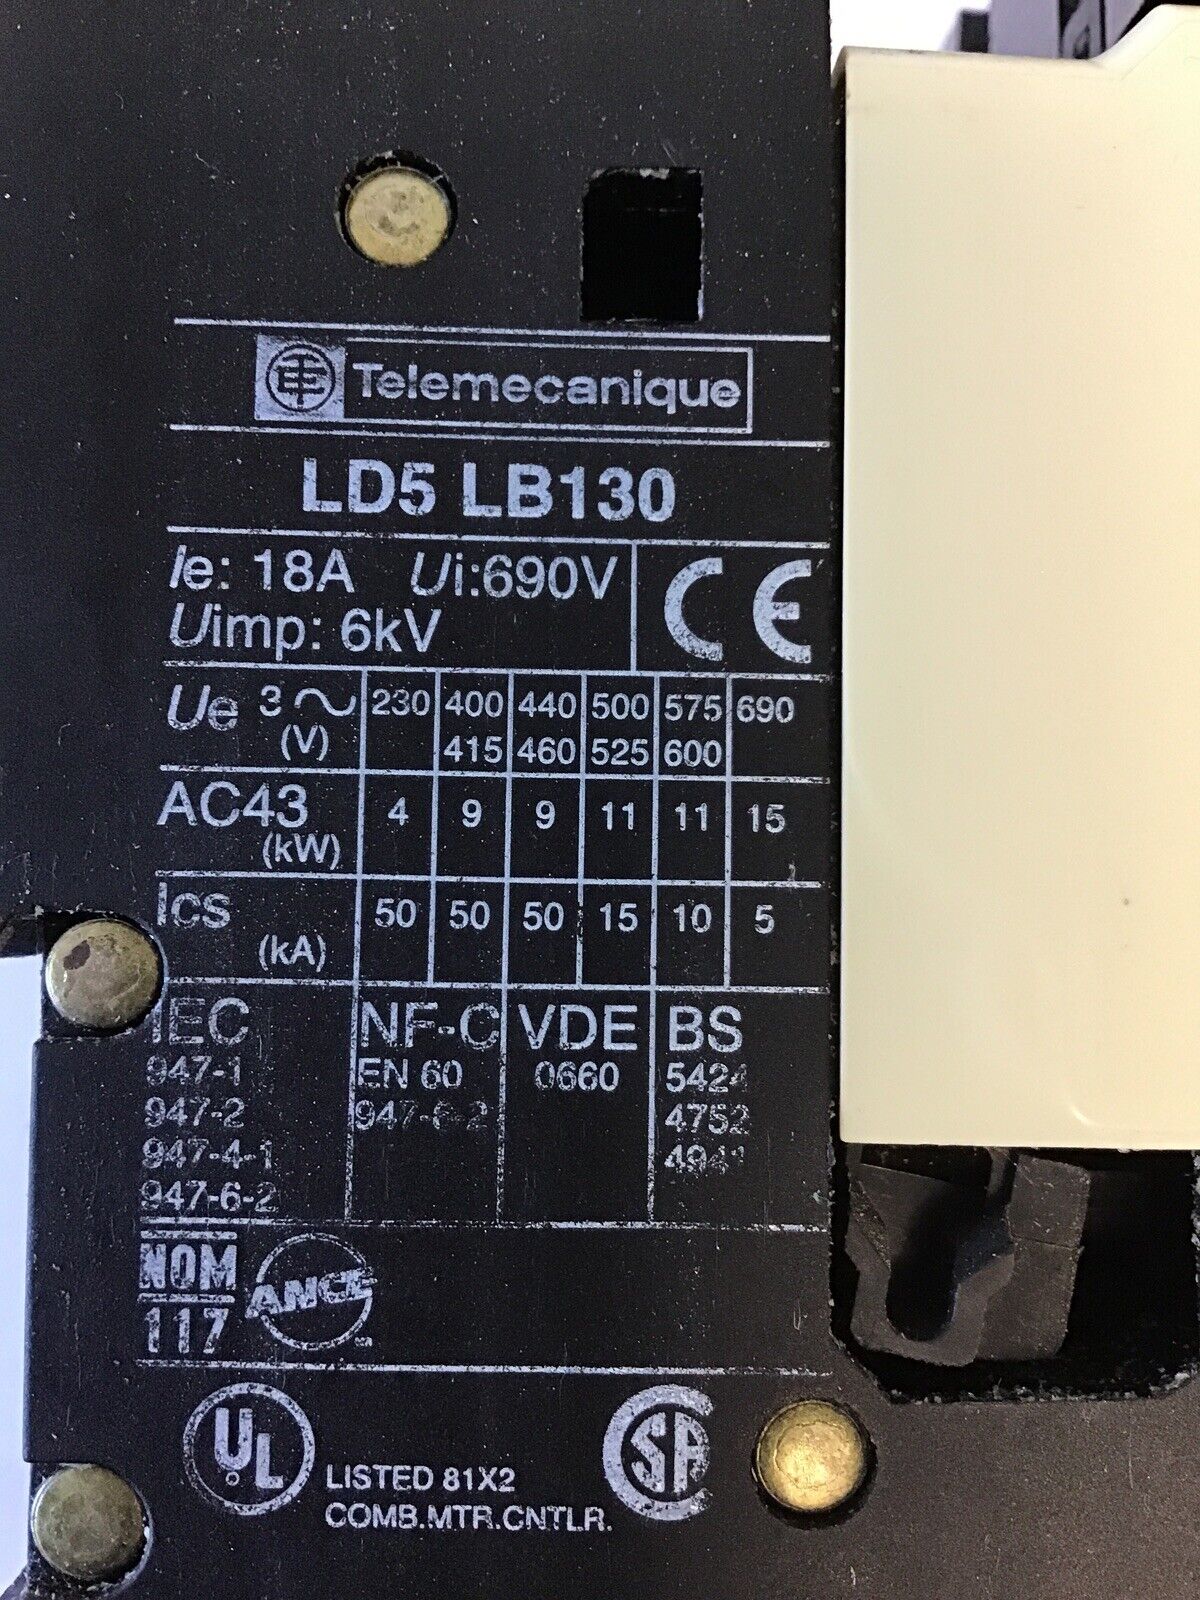 Telemecanique
LD5 LB130
Ie: 18A Ui:690V
Uimp: 6kV
CE
Ue 3~ (V) 230 400 440 500 575 690
415 460 525 600
AC43 (kW) 4 9 9 11 11 15
Ics (kA) 50 50 50 15 10 5
IEC NF-C VDE BS
947-1 EN 60 0660 5424
947-2 947-6-2 4752
947-4-1
947-6-2
NOM
117
ANCE
UL
LISTED 81X2
COMB.MTR.CNTLR.
SA